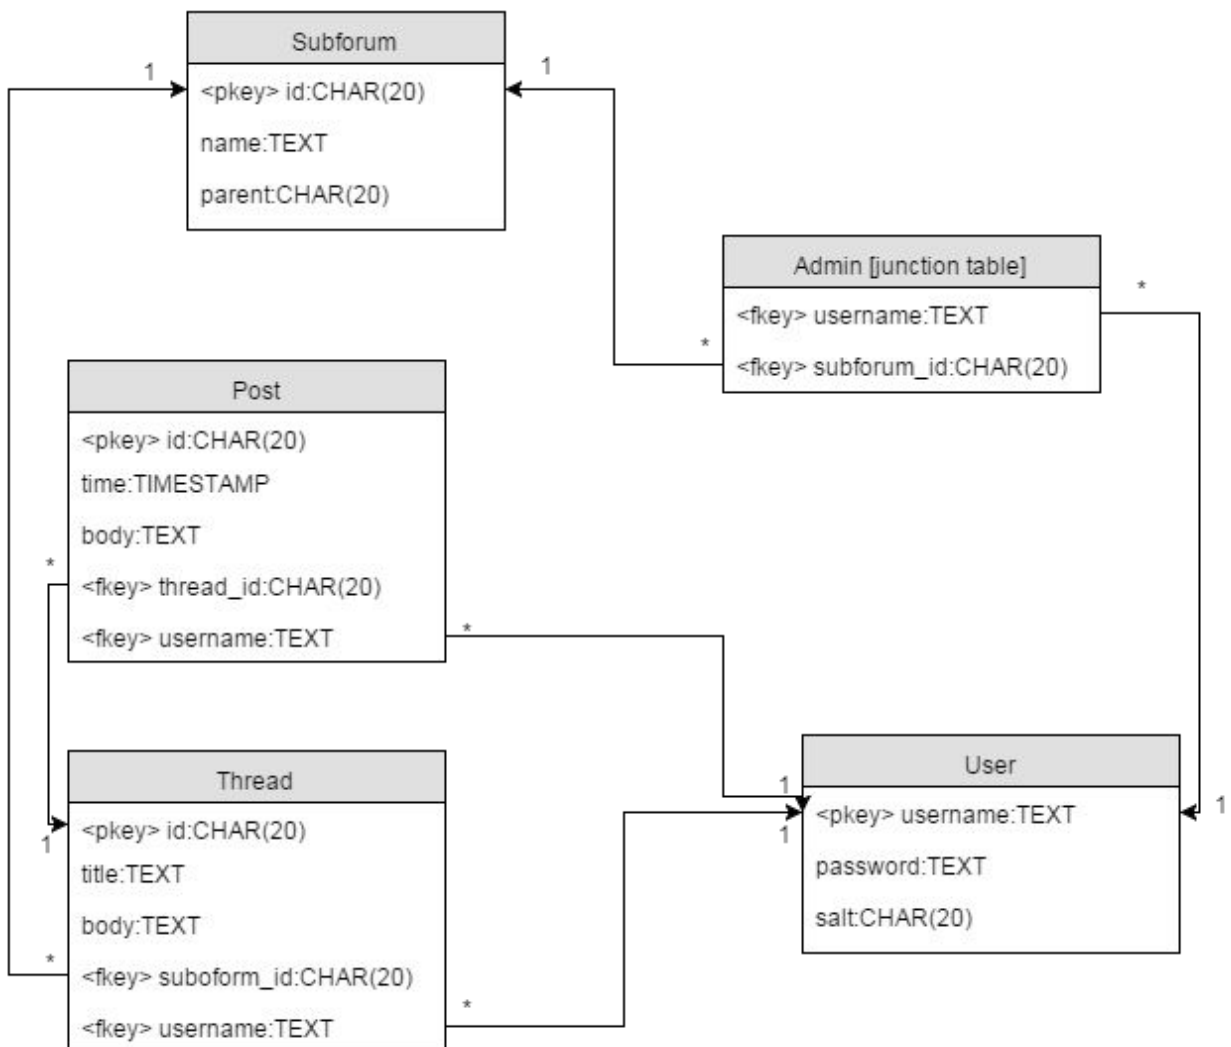 Subforum
1
1
<pkey> id:CHAR(20)
name:TEXT
parent:CHAR(20)
Admin [junction table]
*
<fkey> username:TEXT
*
<fkey> subforum_id:CHAR(20)
Post
<pkey> id:CHAR(20)
time:TIMESTAMP
body:TEXT
*
<fkey> thread_id:CHAR(20)
<fkey> username:TEXT
*
User
Thread
1
1
<pkey> username:TEXT
1
<pkey> id:CHAR(20)
1
password:TEXT
title:TEXT
salt:CHAR(20)
body:TEXT
*
<fkey> suboform_id:CHAR(20)
*
<fkey> username:TEXT